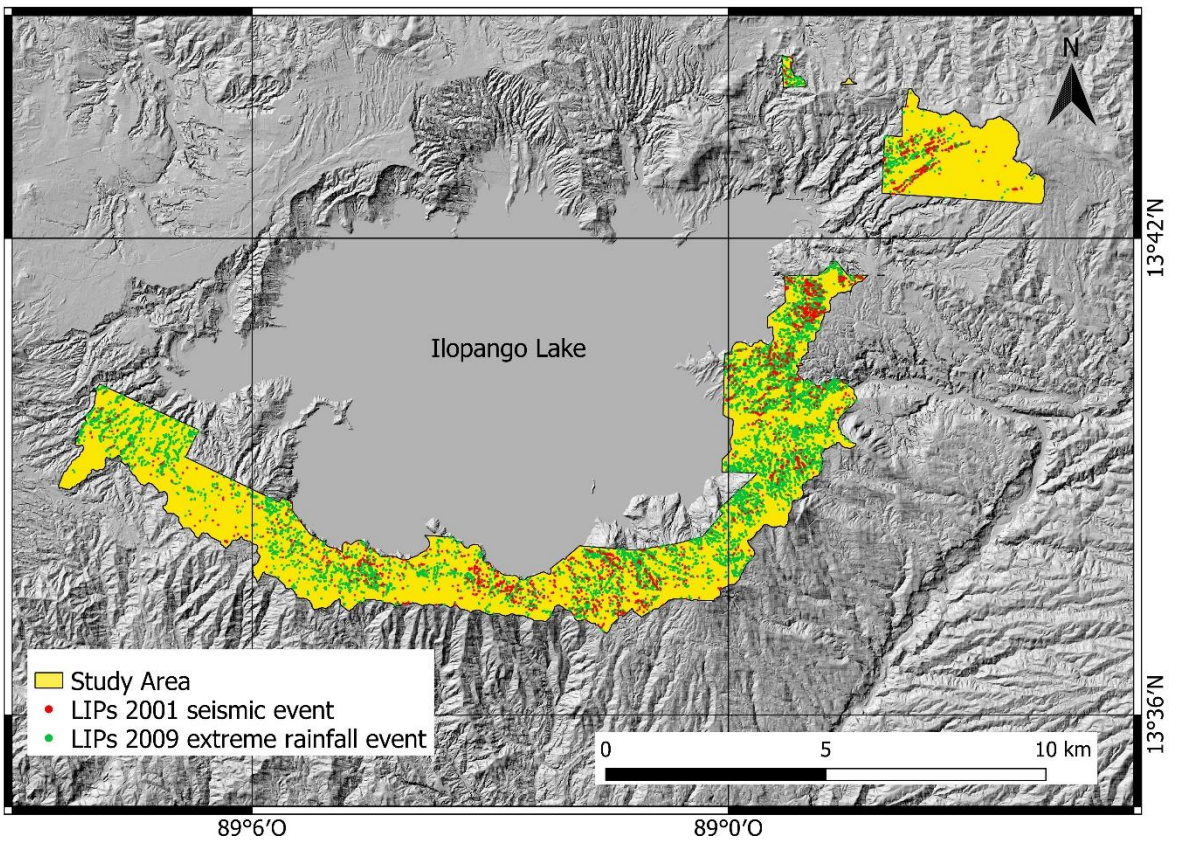 N
13°42'N
Ilopango Lake
Study Area
LIPs 2001 seismic event
LIPs 2009 extreme rainfall event
0 5 10 km
13°36'N
89°6'O 89°0'O